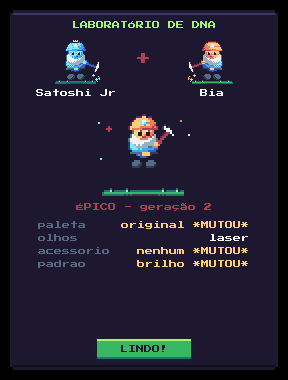 LABORATÓRIO DE DNA
+
Satoshi Jr Bia
ÉPICO - geração 2
paleta original *MUTOU*
olhos laser
acessorio nenhum *MUTOU*
padrao brilho *MUTOU*
LINDO!